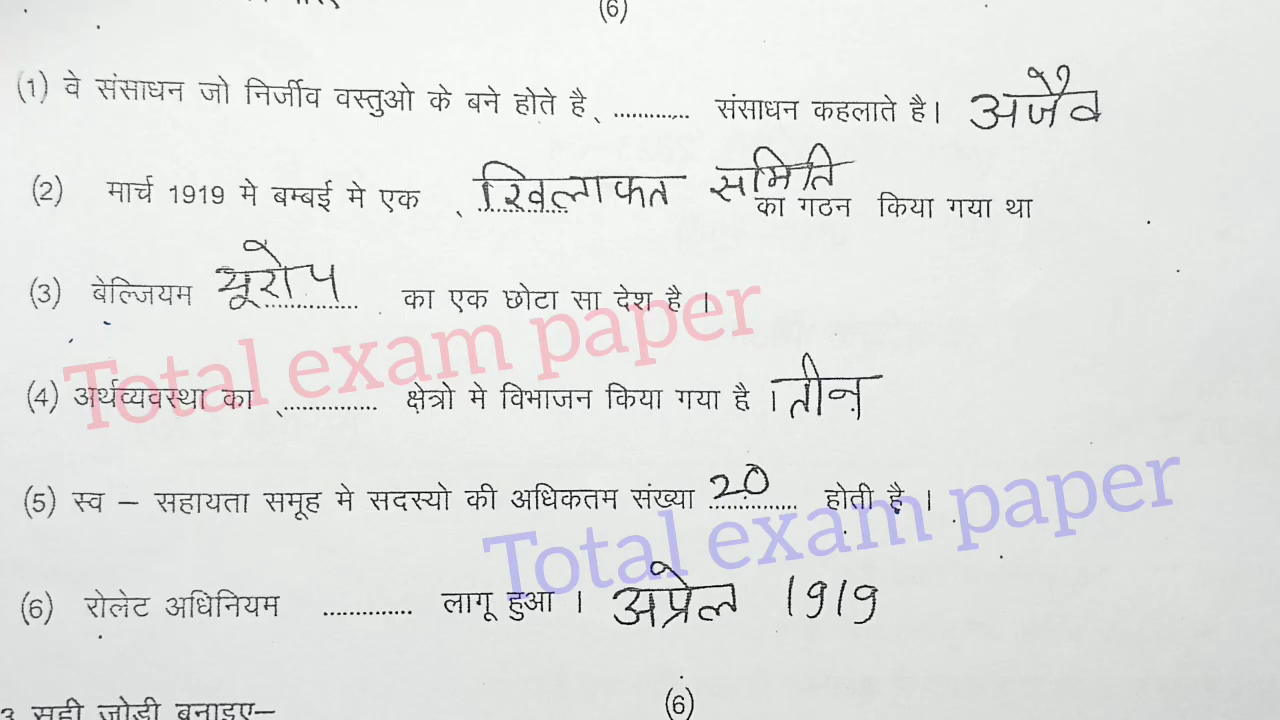 (6)
(1) वे संसाधन जो निर्जीव वस्तुओ के बने होते है, ............ संसाधन कहलाते है। अजैव
(2) मार्च 1919 मे बम्बई मे एक खिलाफत समिति का गठन किया गया था
(3) बेल्जियम यूरोप का एक छोटा सा देश है ।
(4) अर्थव्यवस्था का ............... क्षेत्रो मे विभाजन किया गया है । तीन
(5) स्व – सहायता समूह मे सदस्यो की अधिकतम संख्या 20 होती है ।
(6) रोलेट अधिनियम .............. लागू हुआ । अप्रेल 1919
(6)
3 सही जोडी बनाइए–
Total exam paper
Total exam paper